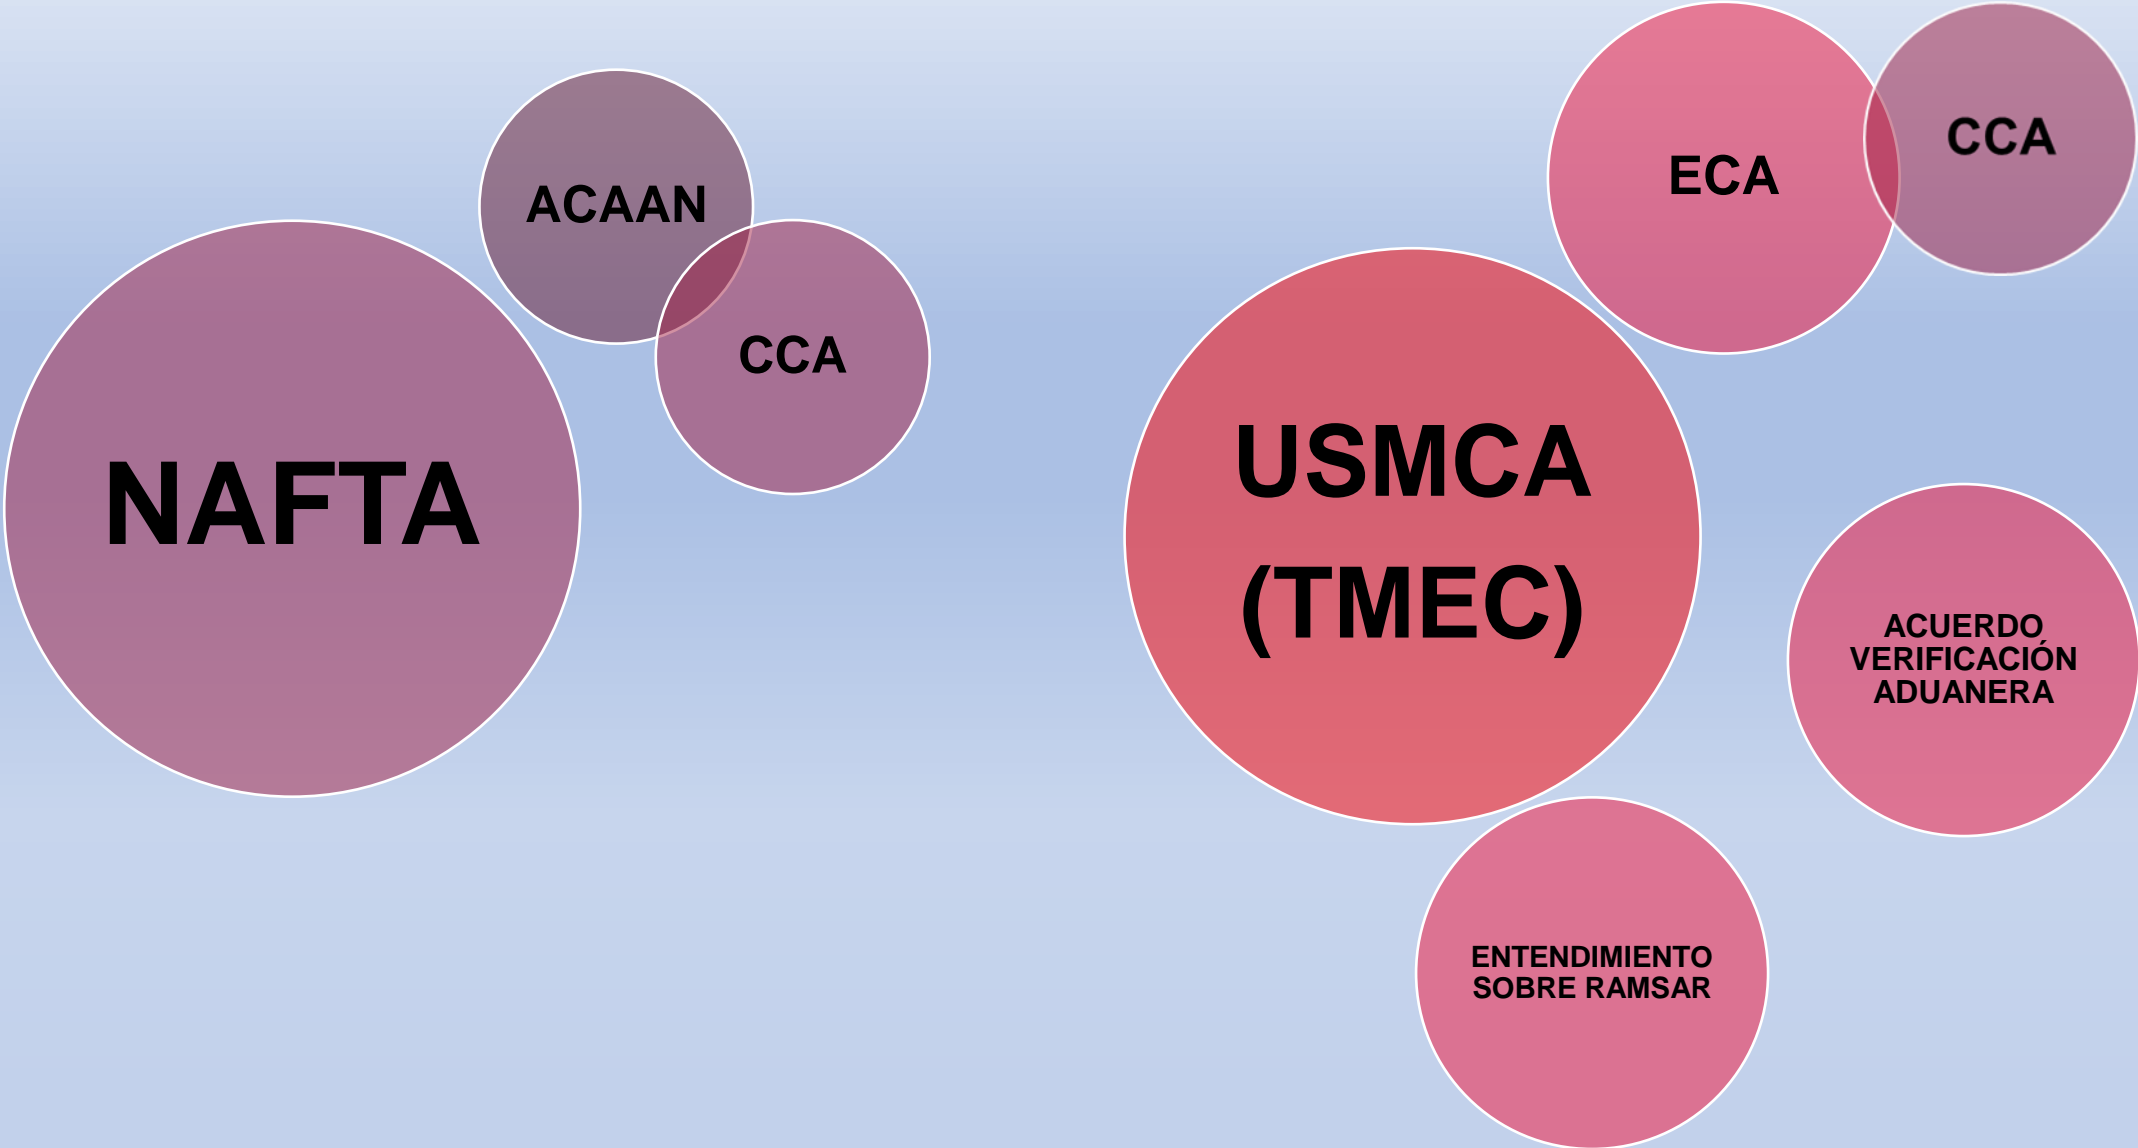 NAFTA
ACAAN
CCA
USMCA
(TMEC)
ECA
CCA
ACUERDO
VERIFICACIÓN
ADUANERA
ENTENDIMIENTO
SOBRE RAMSAR